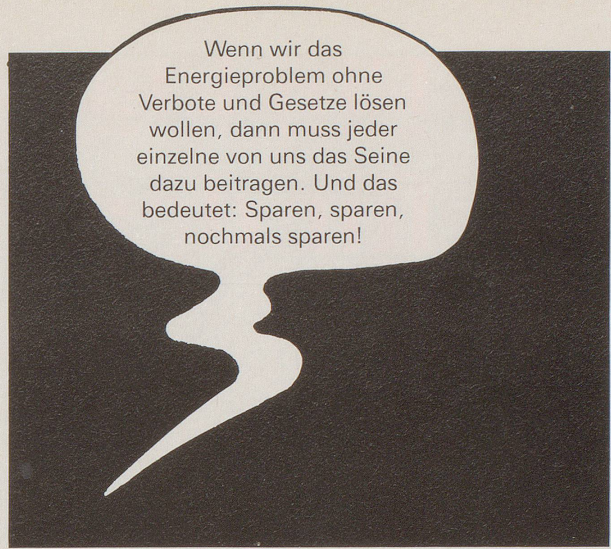 Wenn wir das
Energieproblem ohne
Verbote und Gesetze lösen
wollen, dann muss jeder
einzelne von uns das Seine
dazu beitragen. Und das
bedeutet: Sparen, sparen,
nochmals sparen!